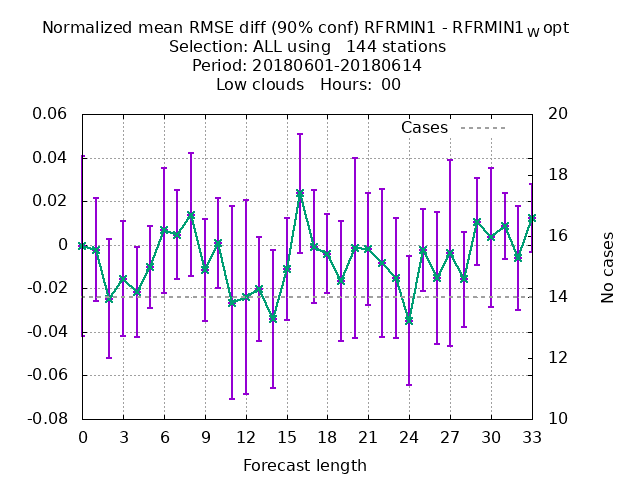 Normalized mean RMSE diff (90% conf) RFRMIN1 - RFRMIN1W opt
Selection: ALL using 144 stations
Period: 20180601-20180614
Low clouds Hours: 00
Cases
0.06
0.04
0.02
0
-0.02
-0.04
-0.06
-0.08
20
18
16
14
12
10
No cases
0 3 6 9 12 15 18 21 24 27 30 33
Forecast length